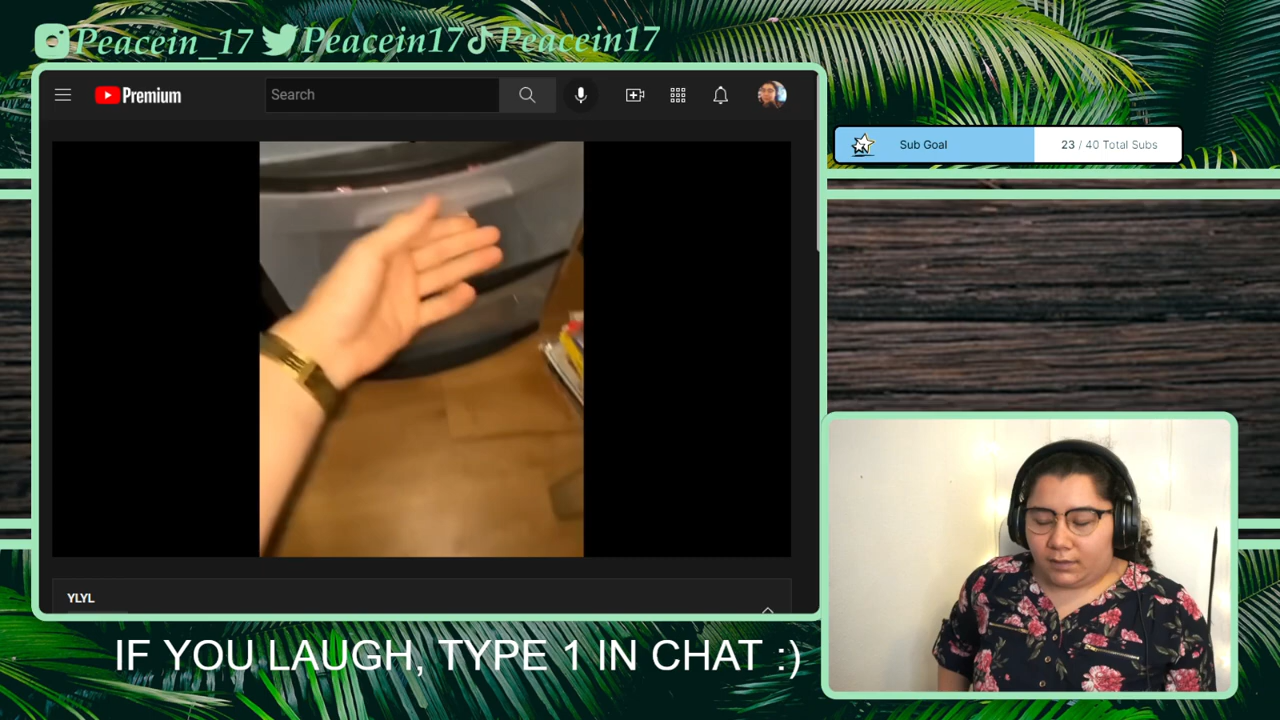 Peacein_17 Peacein17 Peacein17
Premium
Search
Sub Goal
23 / 40 Total Subs
YLYL
IF YOU LAUGH, TYPE 1 IN CHAT :)